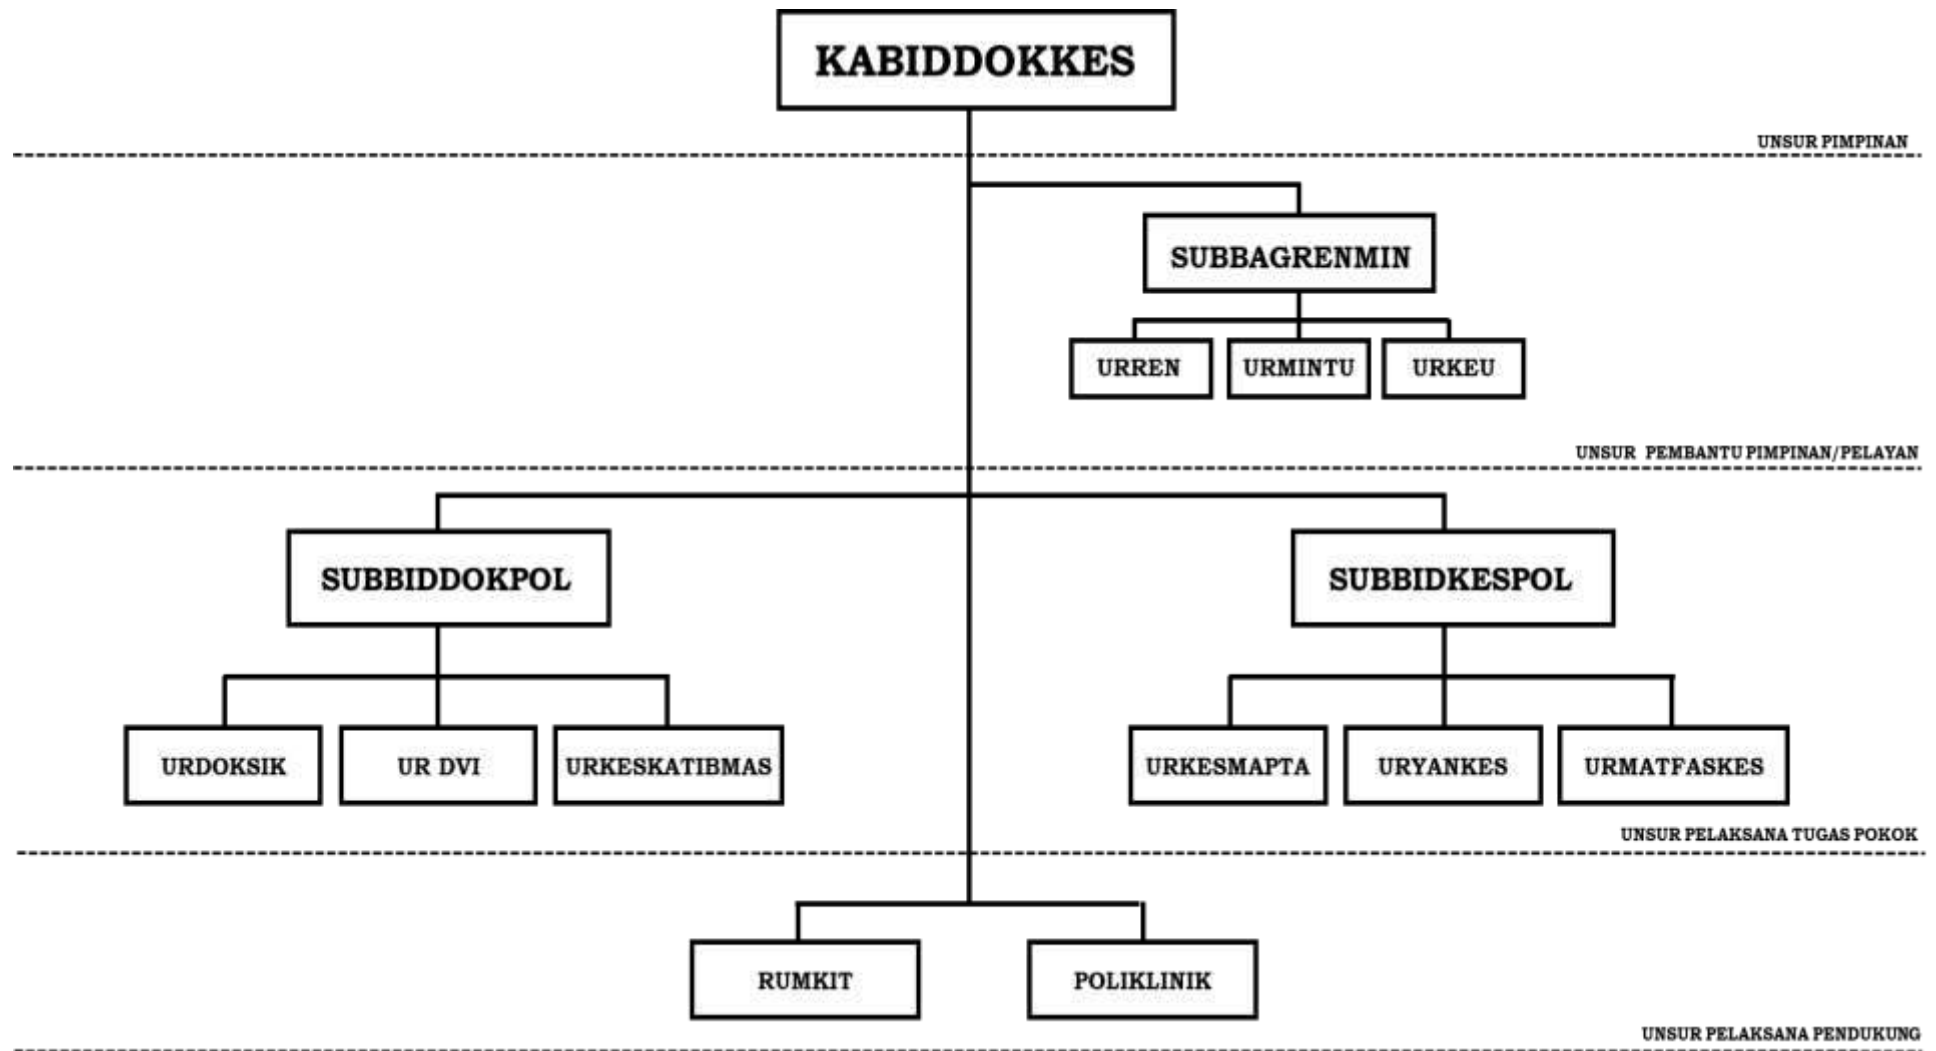 KABIDDOKKES
UNSUR PIMPINAN
SUBBAGRENMIN
URREN
URMINTU
URKEU
UNSUR PEMBANTU PIMPINAN/PELAYAN
SUBBIDDOKPOL
SUBBIDKESPOL
URDOKSIK
UR DVI
URKESKATIBMAS
URKESMAPTA
URYANKES
URMATFASKES
UNSUR PELAKSANA TUGAS POKOK
RUMKIT
POLIKLINIK
UNSUR PELAKSANA PENDUKUNG